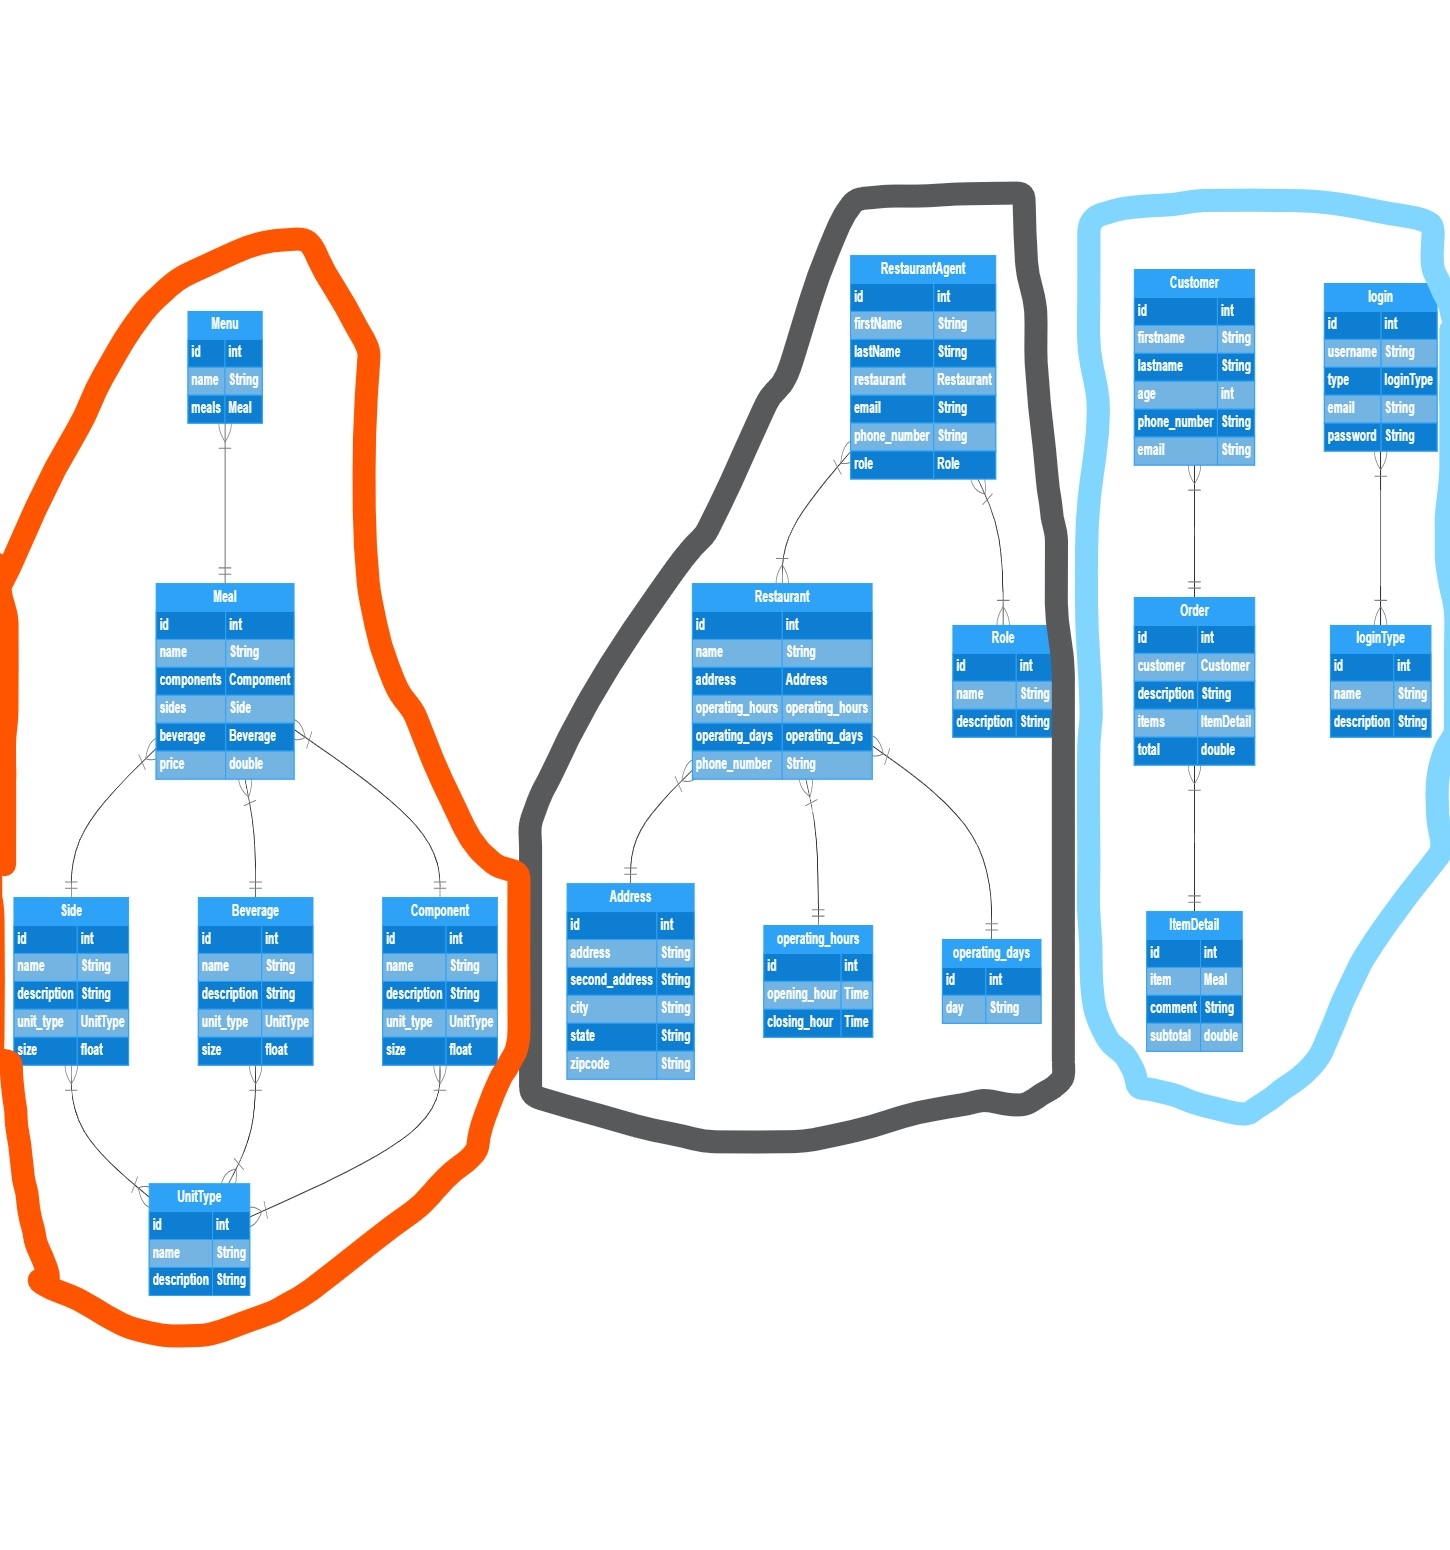 Menu
id int
name String
meals Meal
Meal
id int
name String
components Compoment
sides Side
beverage Beverage
price double
Side
id int
name String
description String
unit_type UnitType
size float
Beverage
id int
name String
description String
unit_type UnitType
size float
Component
id int
name String
description String
unit_type UnitType
size float
UnitType
id int
name String
description String
RestaurantAgent
id int
firstName String
lastName Stirng
restaurant Restaurant
email String
phone_number String
role Role
Restaurant
id int
name String
address Address
operating_hours operating_hours
operating_days operating_days
phone_number String
Role
id int
name String
description String
Address
id int
address String
second_address String
city String
state String
zipcode String
operating_hours
id int
opening_hour Time
closing_hour Time
operating_days
id int
day String
Customer
id int
firstname String
lastname String
age int
phone_number String
email String
login
id int
username String
type loginType
email String
password String
Order
id int
customer Customer
description String
items ItemDetail
total double
loginType
id int
name String
description String
ItemDetail
id int
item Meal
comment String
subtotal double